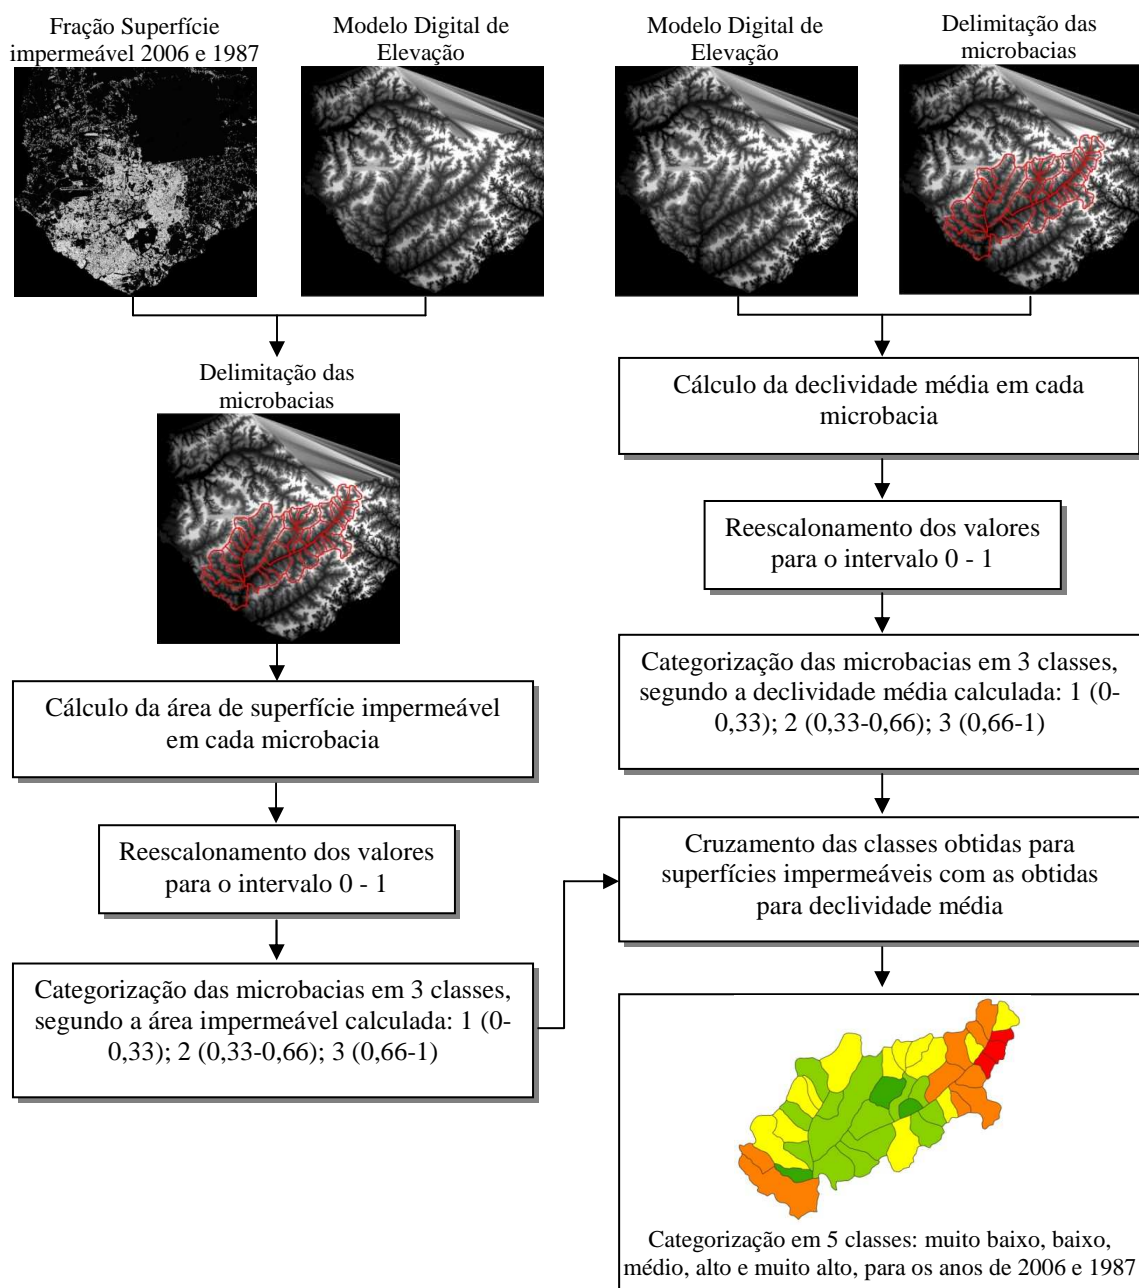 Fração Superfície
impermeável 2006 e 1987
Modelo Digital de
Elevação
Delimitação das
microbacias
Cálculo da área de superfície impermeável
em cada microbacia
Reescalonamento dos valores
para o intervalo 0 - 1
Categorização das microbacias em 3 classes,
segundo a área impermeável calculada: 1 (0-
0,33); 2 (0,33-0,66); 3 (0,66-1)
Modelo Digital de
Elevação
Delimitação das
microbacias
Cálculo da declividade média em cada
microbacia
Reescalonamento dos valores
para o intervalo 0 - 1
Categorização das microbacias em 3 classes,
segundo a declividade média calculada: 1 (0-
0,33); 2 (0,33-0,66); 3 (0,66-1)
Cruzamento das classes obtidas para
superfícies impermeáveis com as obtidas
para declividade média
Categorização em 5 classes: muito baixo, baixo,
médio, alto e muito alto, para os anos de 2006 e 1987